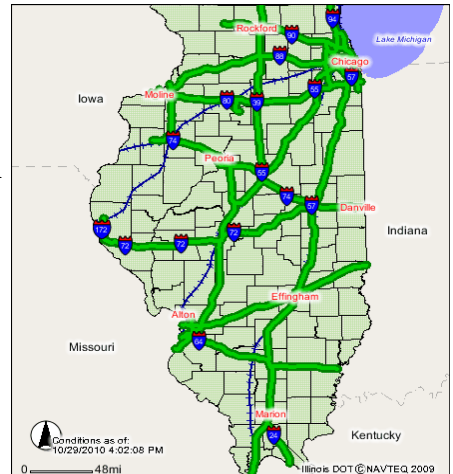 94
Rockford
90
Lake Michigan
88
Chicago
57
Iowa
Moline
80
39
55
74
Peoria
55
74
57
Danville
172
72
72
72
Indiana
Effingham
Alton
64
Missouri
Marion
24
Kentucky
Conditions as of:
10/29/2010 4:02:08 PM
0 48mi
Illinois DOT ©NAVTEQ 2009